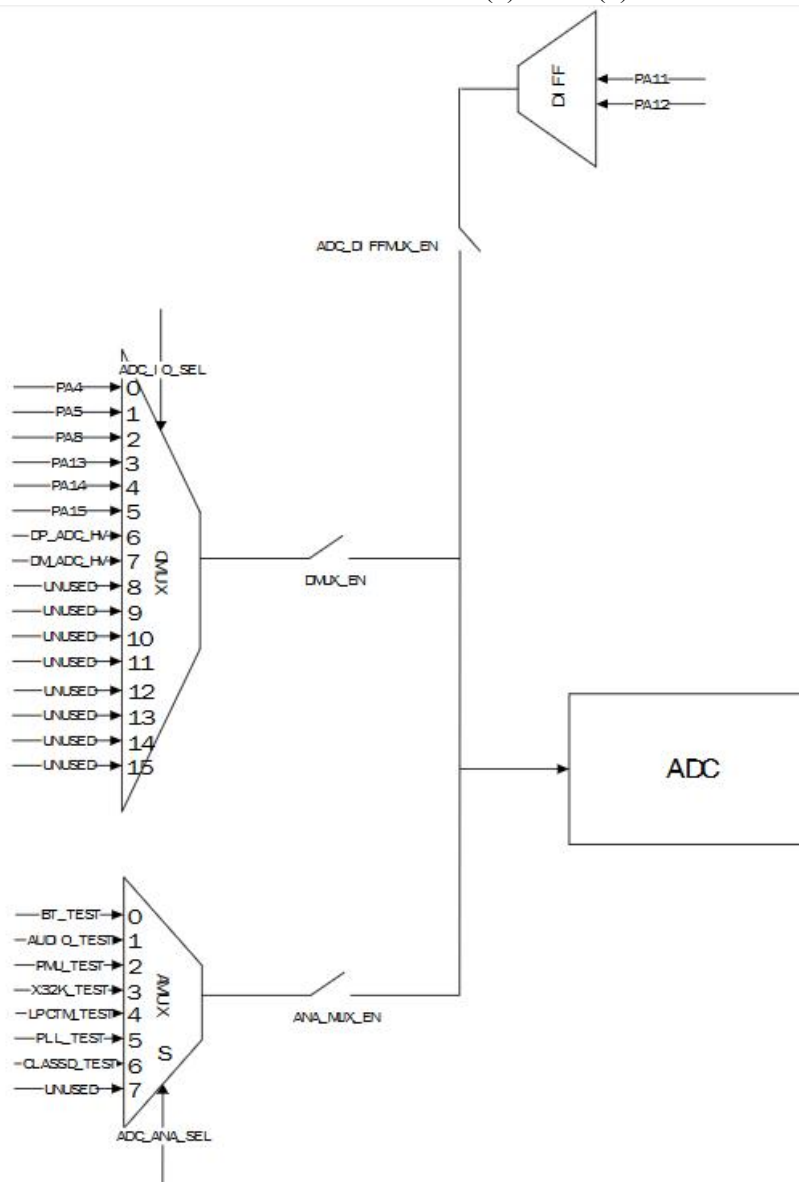 DIFF
PA11
PA12
ADC_DIFFMUX_EN
ADC_IO_SEL
PA4 0
PA5 1
PA8 2
PA13 3
PA14 4
PA15 5
DP_ADC_HV 6
DM_ADC_HV 7
UNUSED 8
UNUSED 9
UNUSED 10
UNUSED 11
UNUSED 12
UNUSED 13
UNUSED 14
UNUSED 15
DMUX_EN
ADC
BT_TEST 0
AUDIO_TEST 1
PMU_TEST 2
X32K_TEST 3
LPCTM_TEST 4
PLL_TEST 5
CLASSD_TEST 6
UNUSED 7
AMUX
S
ANA_MUX_EN
ADC_ANA_SEL